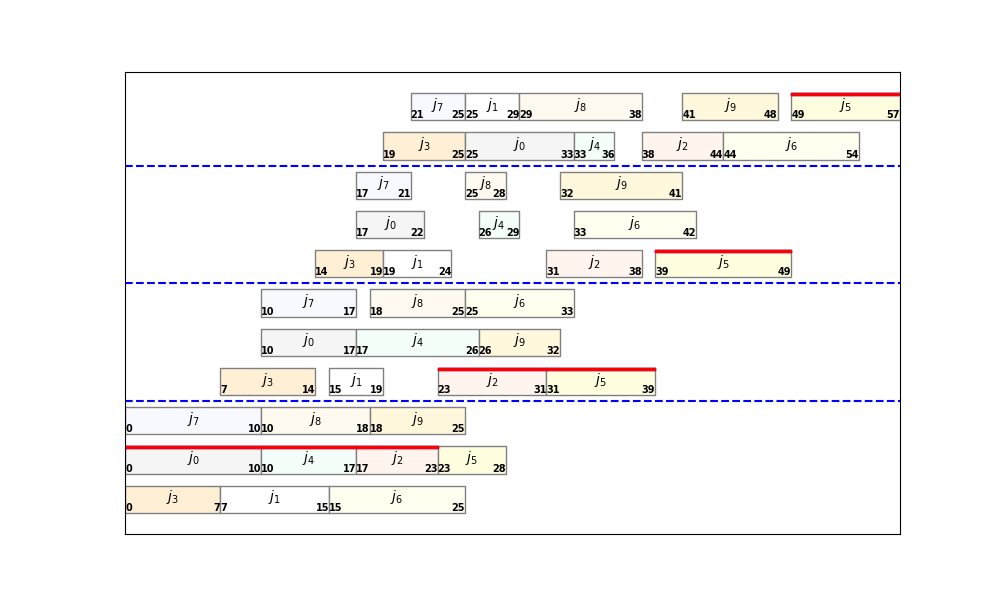 j7 21 25 j1 25 29 j8 29 38 j9 41 48 j5 49 57
j3 19 25 j0 25 33 j4 33 36 j2 38 44 j6 44 54
j7 17 21 j8 25 28 j9 32 41
j0 17 22 j4 26 29 j6 33 42
j3 14 19 j1 19 24 j2 31 38 j5 39 49
j7 10 17 j8 18 25 j6 25 33
j0 10 17 j4 17 26 j9 26 32
j3 7 14 j1 15 19 j2 23 31 j5 31 39
j7 0 10 j8 10 18 j9 18 25
j0 0 10 j4 10 17 j2 17 23 j5 23 28
j3 0 7 j1 7 15 j6 15 25